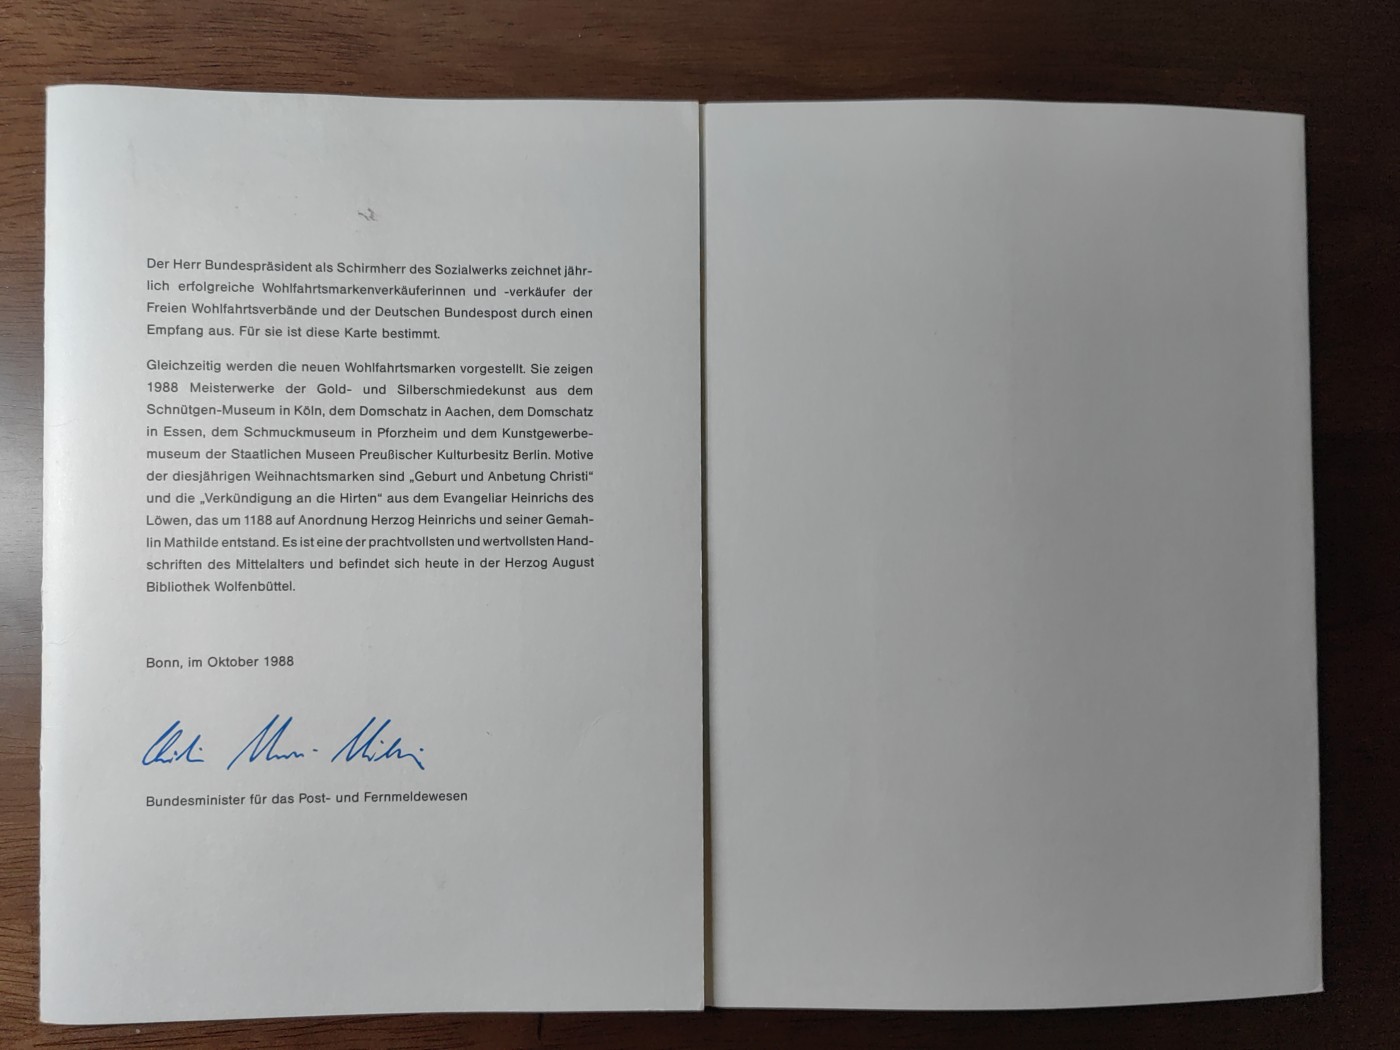 Der Herr Bundespräsident als Schirmherr des Sozialwerks zeichnet jähr-
lich erfolgreiche Wohlfahrtsmarkenverkäuferinnen und -verkäufer der
Freien Wohlfahrtsverbände und der Deutschen Bundespost durch einen
Empfang aus. Für sie ist diese Karte bestimmt.
Gleichzeitig werden die neuen Wohlfahrtsmarken vorgestellt. Sie zeigen
1988 Meisterwerke der Gold- und Silberschmiedekunst aus dem
Schnütgen-Museum in Köln, dem Domschatz in Aachen, dem Domschatz
in Essen, dem Schmuckmuseum in Pforzheim und dem Kunstgewerbe-
museum der Staatlichen Museen Preußischer Kulturbesitz Berlin. Motive
der diesjährigen Weihnachtsmarken sind „Geburt und Anbetung Christi“
und die „Verkündigung an die Hirten“ aus dem Evangeliar Heinrichs des
Löwen, das um 1188 auf Anordnung Herzog Heinrichs und seiner Gemah-
lin Mathilde entstand. Es ist eine der prachtvollsten und wertvollsten Hand-
schriften des Mittelalters und befindet sich heute in der Herzog August
Bibliothek Wolfenbüttel.
Bonn, im Oktober 1988
Bundesminister für das Post- und Fernmeldewesen